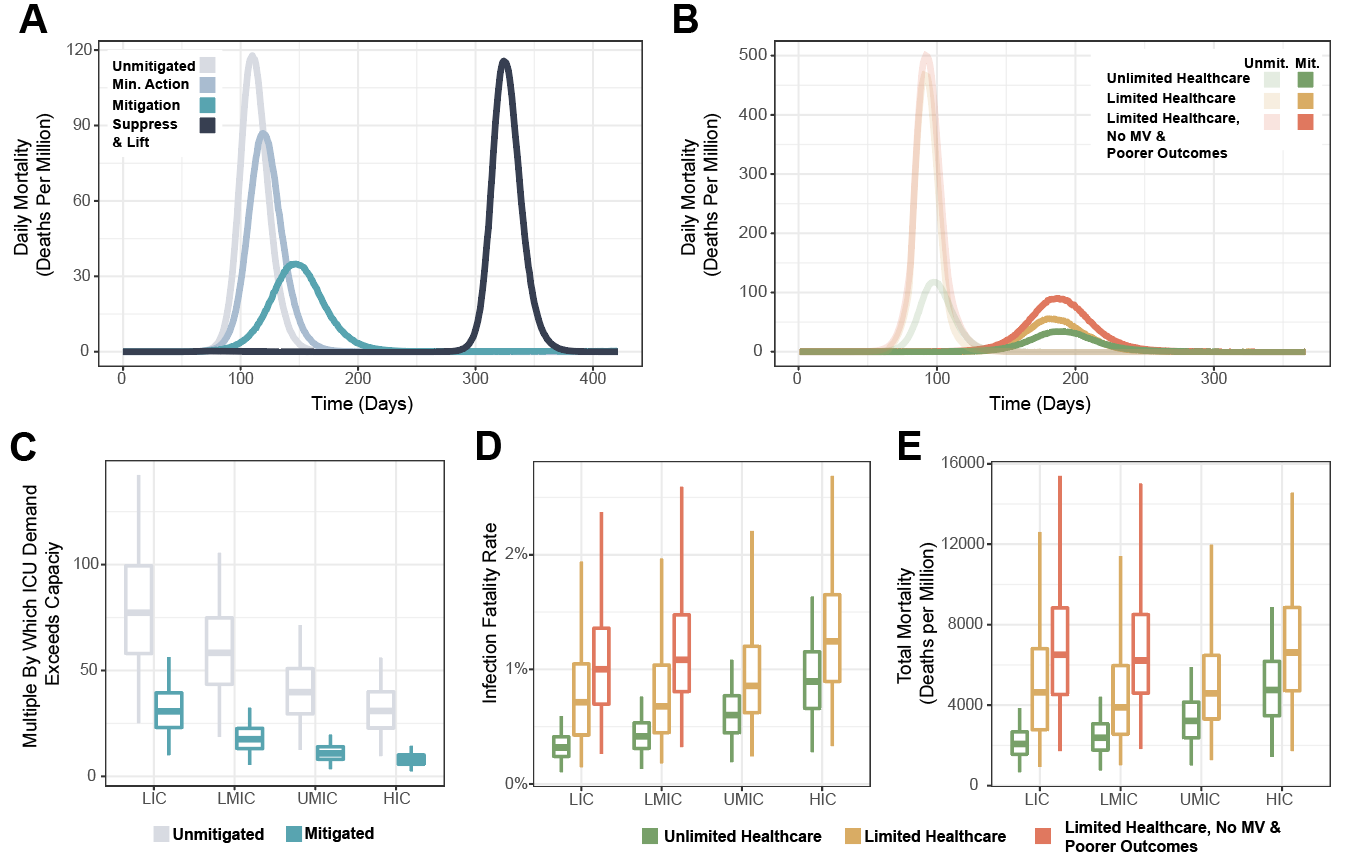 A
Daily Mortality
(Deaths Per Million)
120
90
60
30
0
Unmitigated
Min. Action
Mitigation
Suppress
& Lift
0
100
200
300
400
Time (Days)
B
Daily Mortality
(Deaths Per Million)
500
400
300
200
100
0
Unmit. Mit.
Unlimited Healthcare
Limited Healthcare
Limited Healthcare,
No MV &
Poorer Outcomes
0
100
200
300
Time (Days)
C
Multiple By Which ICU Demand
Exceeds Capaciy
100
50
0
LIC
LMIC
UMIC
HIC
Unmitigated
Mitigated
D
Infection Fatality Rate
2%
1%
0%
LIC
LMIC
UMIC
HIC
E
Total Mortality
(Deaths per Million)
16000
12000
8000
4000
0
LIC
LMIC
UMIC
HIC
Unlimited Healthcare
Limited Healthcare
Limited Healthcare, No MV &
Poorer Outcomes